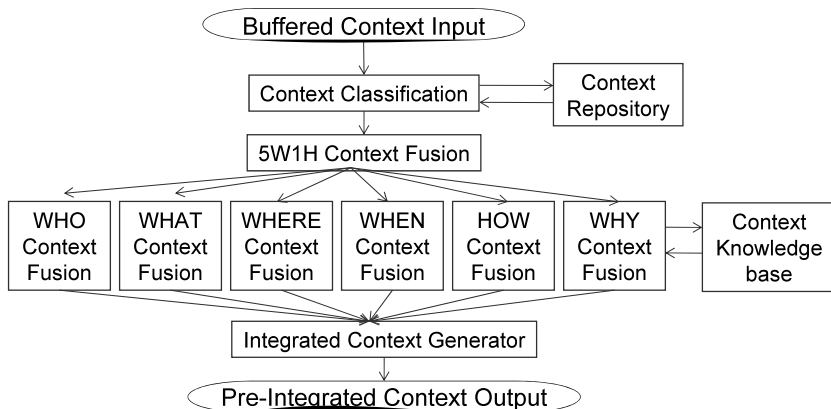 Buffered Context Input
Context Classification
Context
Repository
5W1H Context Fusion
WHO
Context
Fusion
WHAT
Context
Fusion
WHERE
Context
Fusion
WHEN
Context
Fusion
HOW
Context
Fusion
WHY
Context
Fusion
Context
Knowledge
base
Integrated Context Generator
Pre-Integrated Context Output